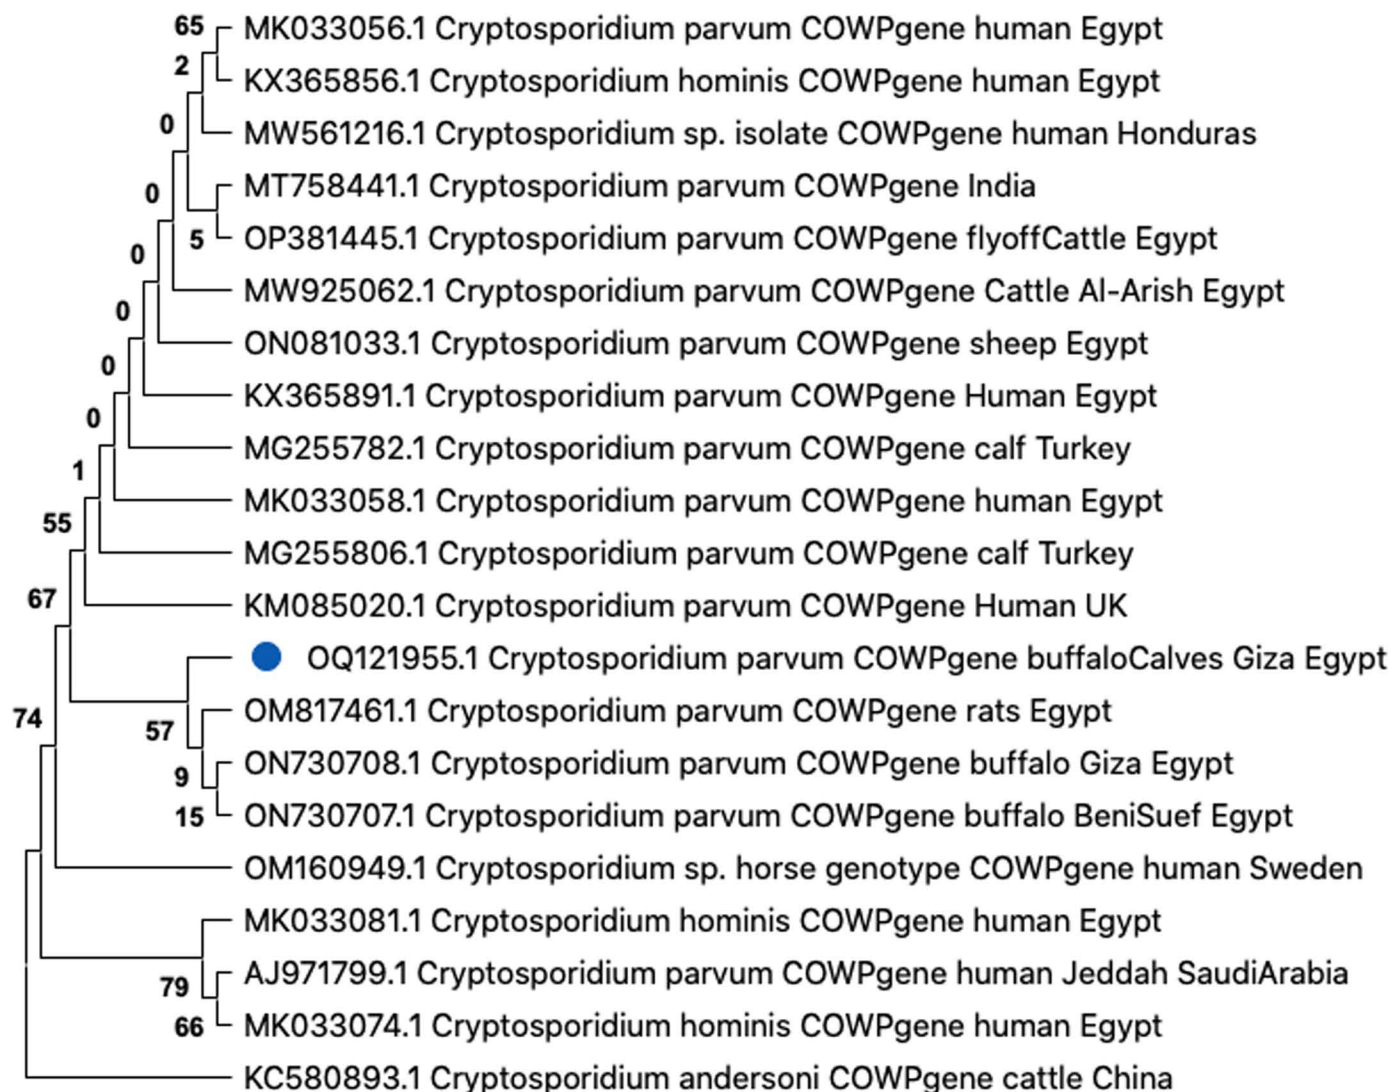 65 MK033056.1 Cryptosporidium parvum COWPgene human Egypt
2
KX365856.1 Cryptosporidium hominis COWPgene human Egypt
0
MW561216.1 Cryptosporidium sp. isolate COWPgene human Honduras
0
MT758441.1 Cryptosporidium parvum COWPgene India
5 OP381445.1 Cryptosporidium parvum COWPgene flyoffCattle Egypt
0
MW925062.1 Cryptosporidium parvum COWPgene Cattle Al-Arish Egypt
0
ON081033.1 Cryptosporidium parvum COWPgene sheep Egypt
0
KX365891.1 Cryptosporidium parvum COWPgene Human Egypt
0
MG255782.1 Cryptosporidium parvum COWPgene calf Turkey
1
MK033058.1 Cryptosporidium parvum COWPgene human Egypt
55
MG255806.1 Cryptosporidium parvum COWPgene calf Turkey
67 KM085020.1 Cryptosporidium parvum COWPgene Human UK
OQ121955.1 Cryptosporidium parvum COWPgene buffaloCalves Giza Egypt
74 OM817461.1 Cryptosporidium parvum COWPgene rats Egypt
57
ON730708.1 Cryptosporidium parvum COWPgene buffalo Giza Egypt
9
15 ON730707.1 Cryptosporidium parvum COWPgene buffalo BeniSuef Egypt
OM160949.1 Cryptosporidium sp. horse genotype COWPgene human Sweden
MK033081.1 Cryptosporidium hominis COWPgene human Egypt
AJ971799.1 Cryptosporidium parvum COWPgene human Jeddah SaudiArabia
79
66 MK033074.1 Cryptosporidium hominis COWPgene human Egypt
KC580893.1 Cryptosporidium andersoni COWPgene cattle China